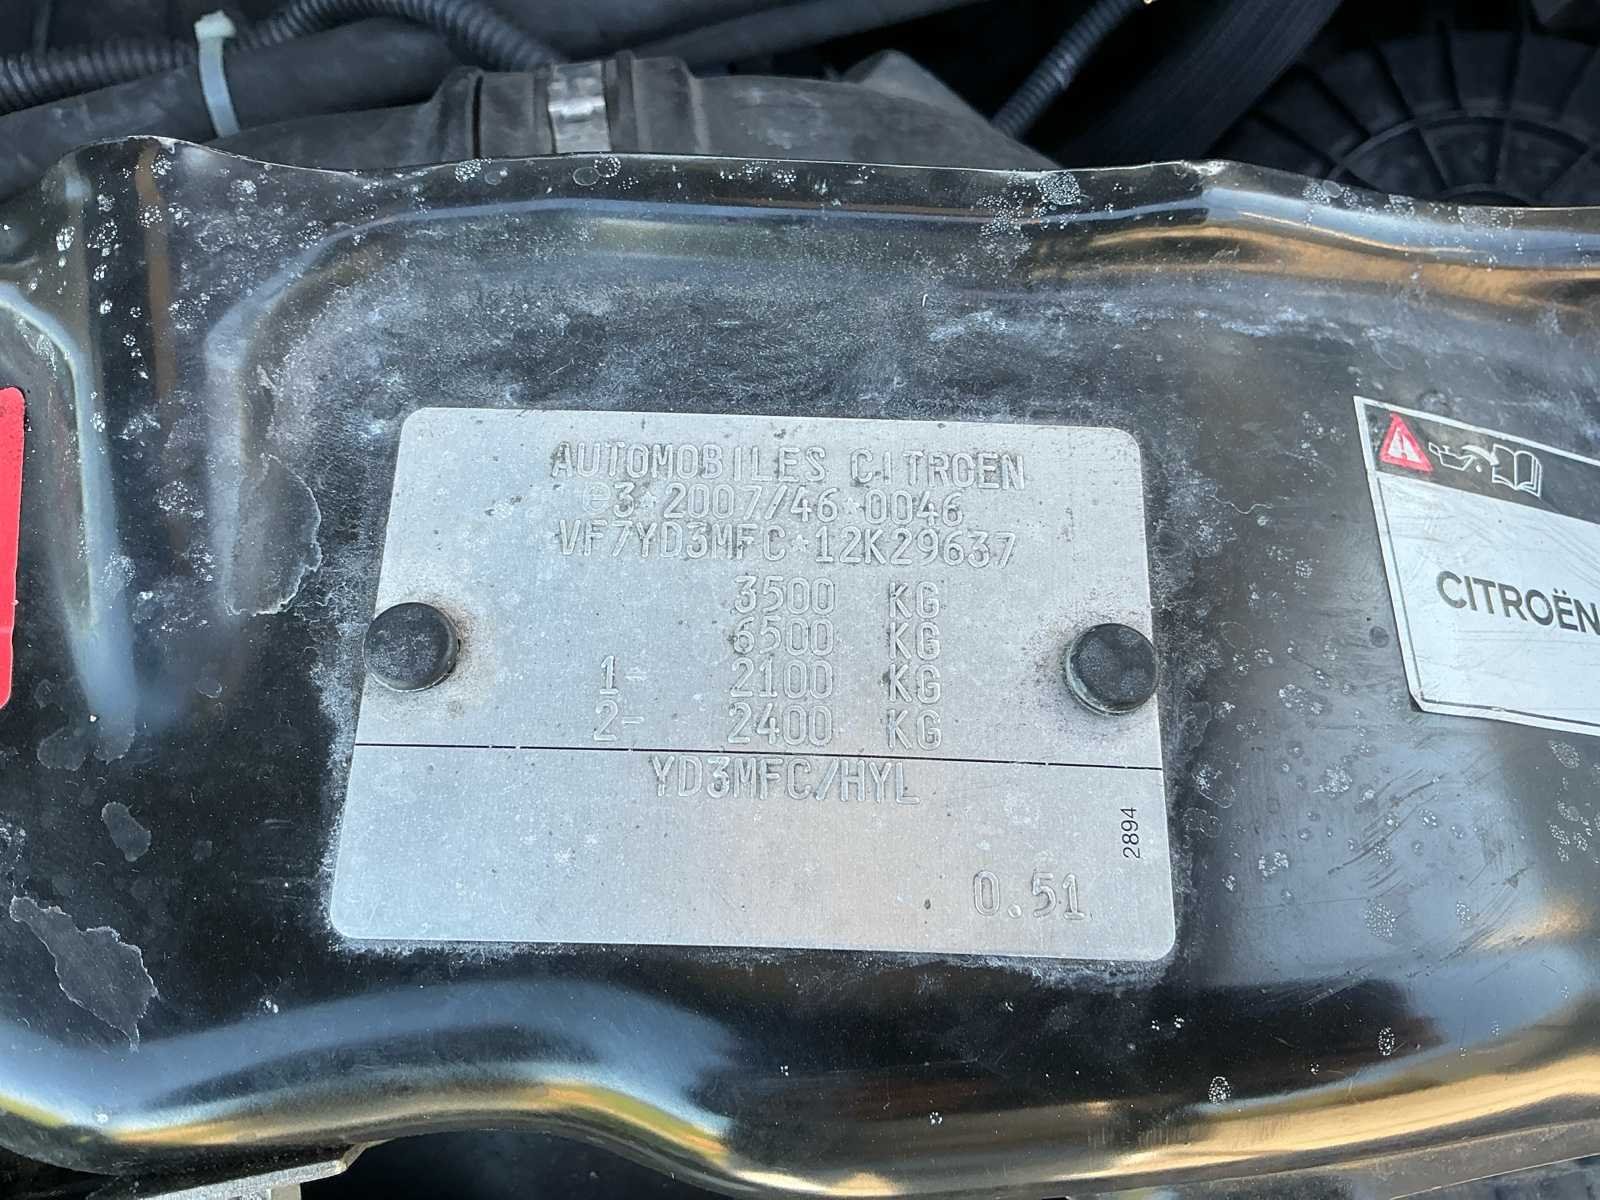 AUTOMOBILES CITROEN
e3*2007/46*0046
VF7YD3MFC*12K29637
3500 KG
6500 KG
1- 2100 KG
2- 2400 KG
YD3MFC/HYL
2894
0.51
CITROËN